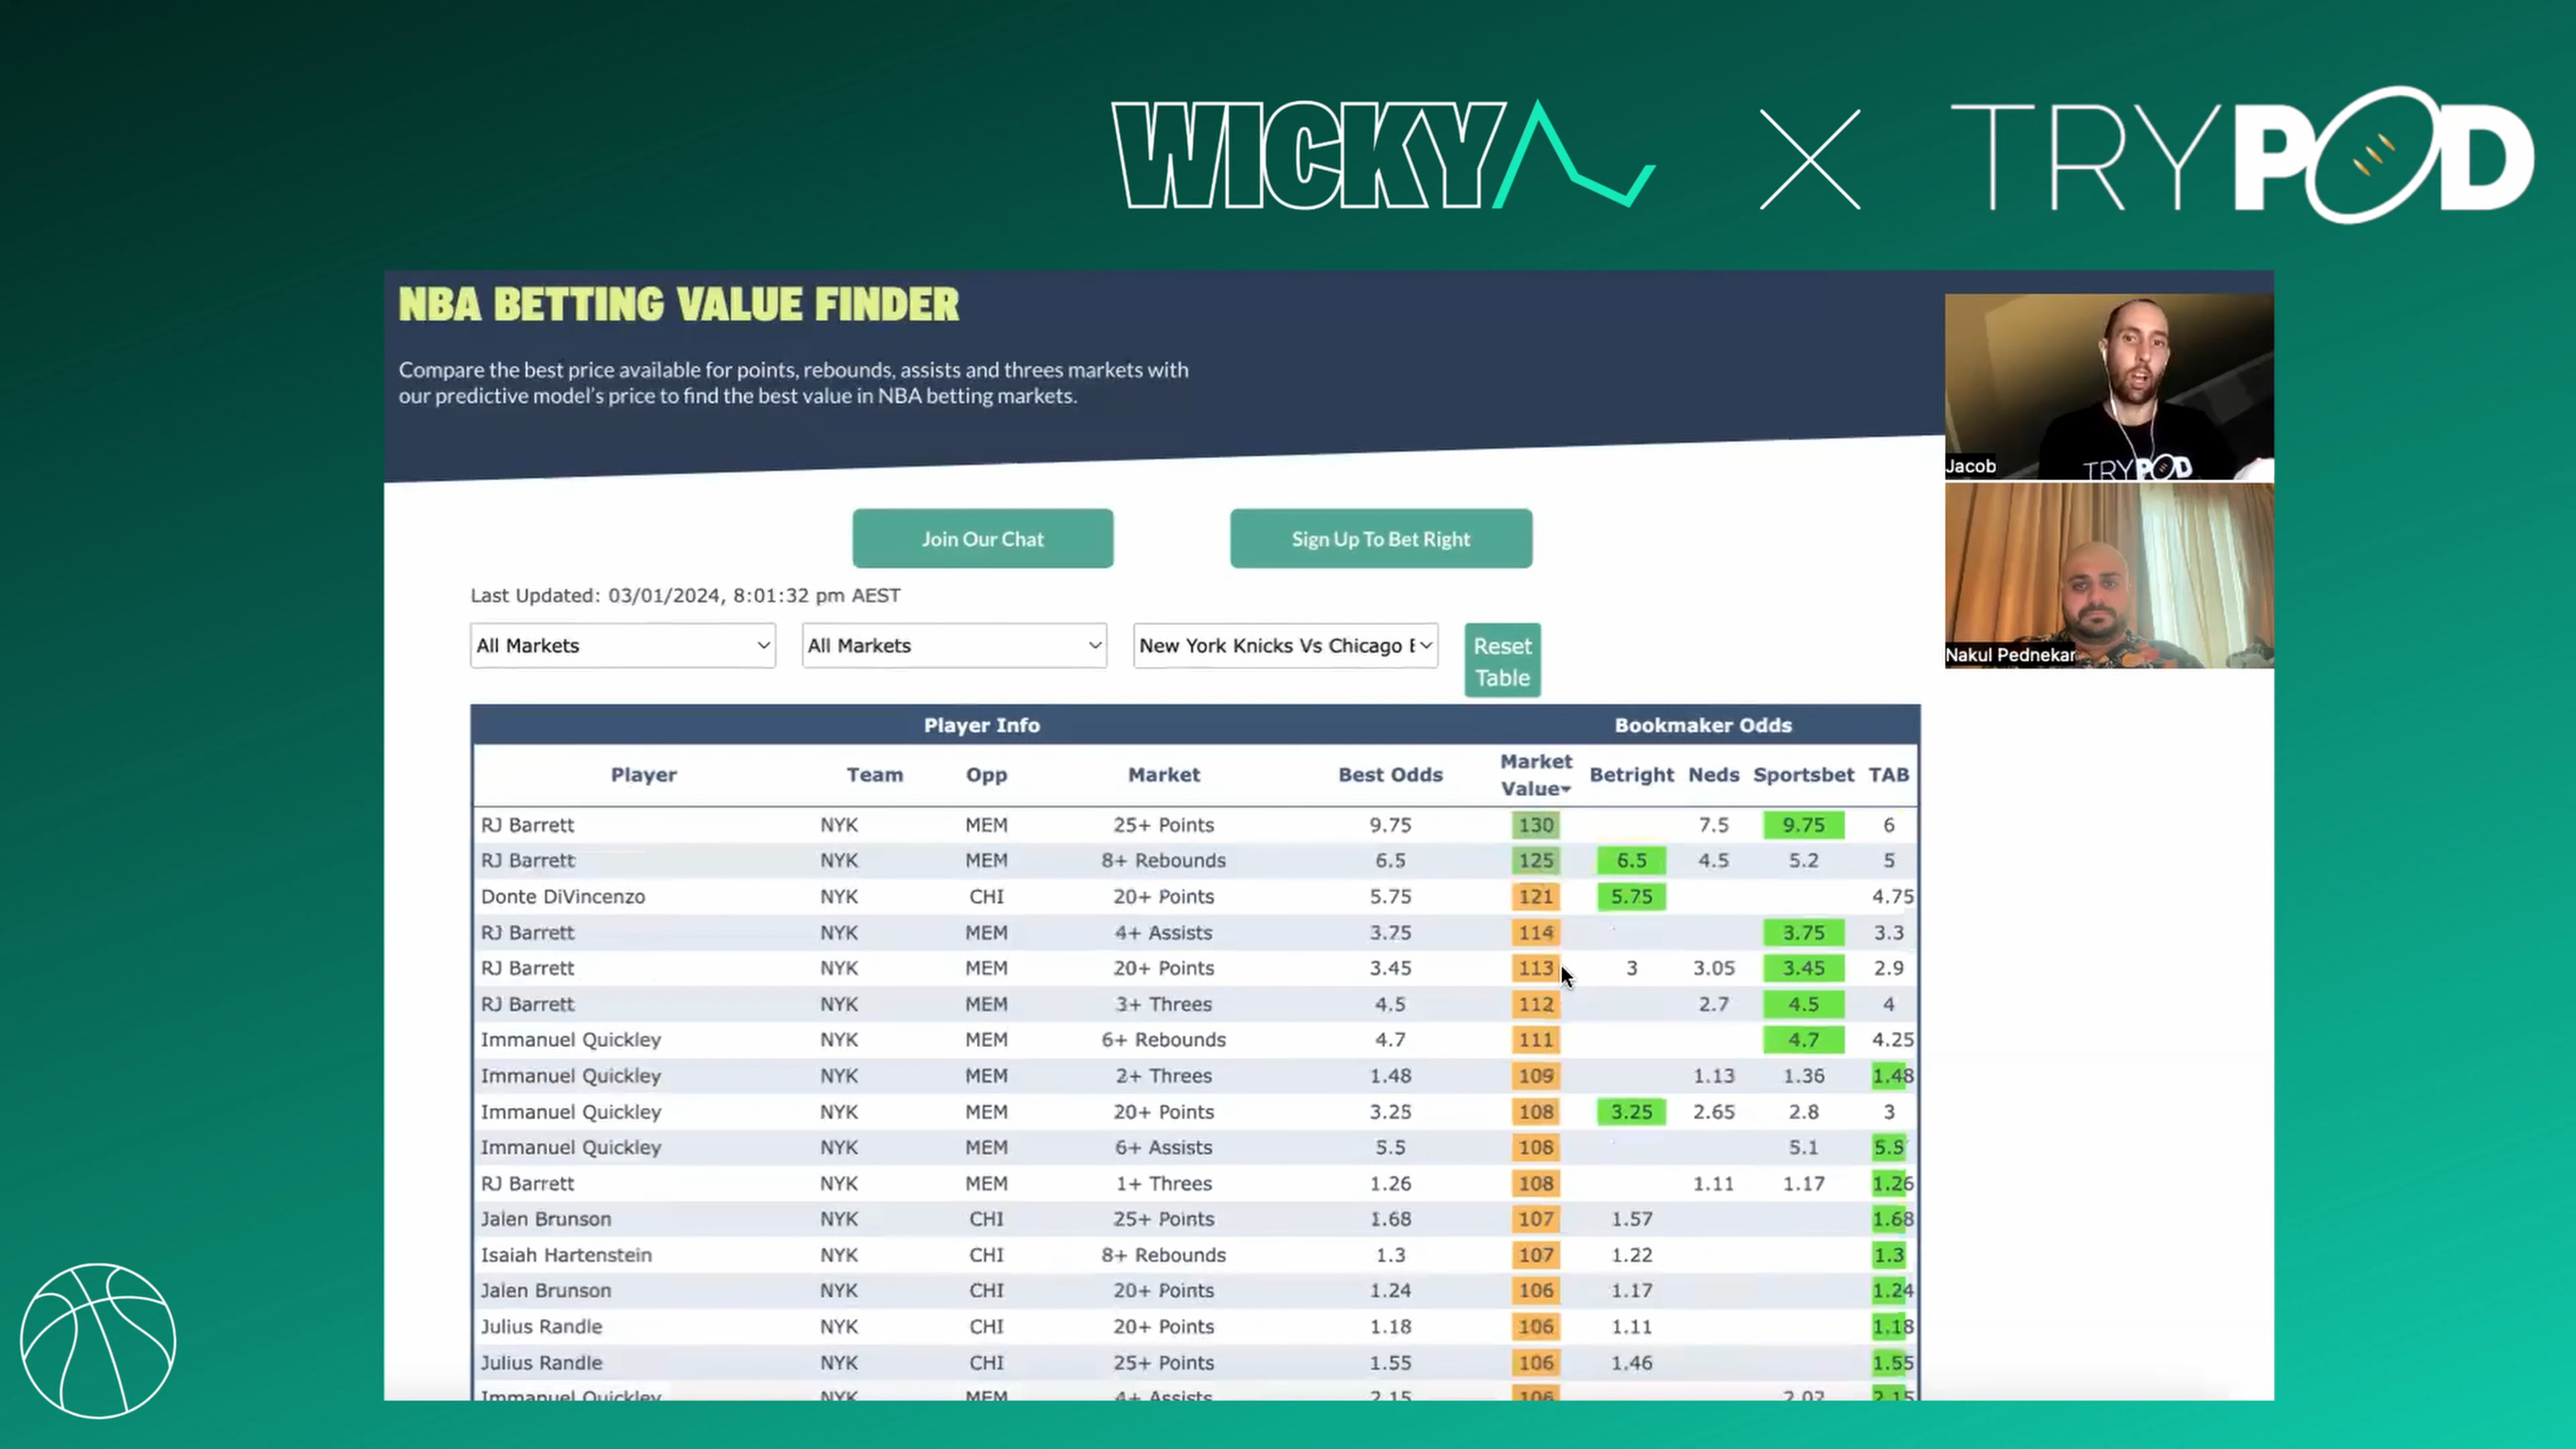 WICKY X TRYPOD
NBA BETTING VALUE FINDER
Compare the best price available for points, rebounds, assists and threes markets with
our predictive model's price to find the best value in NBA betting markets.
TRYPOD
Jacob
Nakul Pednekar
Join Our Chat Sign Up To Bet Right
Last Updated: 03/01/2024, 8:01:32 pm AEST
All Markets All Markets New York Knicks Vs Chicago B Reset
Table
Player Info Bookmaker Odds
Player Team Opp Market Best Odds Market Value Betright Neds Sportsbet TAB
RJ Barrett NYK MEM 25+ Points 9.75 130 7.5 9.75 6
RJ Barrett NYK MEM 8+ Rebounds 6.5 125 6.5 4.5 5.2 5
Donte DiVincenzo NYK CHI 20+ Points 5.75 121 5.75 4.75
RJ Barrett NYK MEM 4+ Assists 3.75 114 3.75 3.3
RJ Barrett NYK MEM 20+ Points 3.45 113 3 3.05 3.45 2.9
RJ Barrett NYK MEM 3+ Threes 4.5 112 2.7 4.5 4
Immanuel Quickley NYK MEM 6+ Rebounds 4.7 111 4.7 4.25
Immanuel Quickley NYK MEM 2+ Threes 1.48 109 1.13 1.36 1.48
Immanuel Quickley NYK MEM 20+ Points 3.25 108 3.25 2.65 2.8 3
Immanuel Quickley NYK MEM 6+ Assists 5.5 108 5.1 5.5
RJ Barrett NYK MEM 1+ Threes 1.26 108 1.11 1.17 1.26
Jalen Brunson NYK CHI 25+ Points 1.68 107 1.57 1.68
Isaiah Hartenstein NYK CHI 8+ Rebounds 1.3 107 1.22 1.3
Jalen Brunson NYK CHI 20+ Points 1.24 106 1.17 1.24
Julius Randle NYK CHI 20+ Points 1.18 106 1.11 1.18
Julius Randle NYK CHI 25+ Points 1.55 106 1.46 1.55
Immanuel Quickley NYK MEM 4+ Assists 2.15 106 2.02 2.15